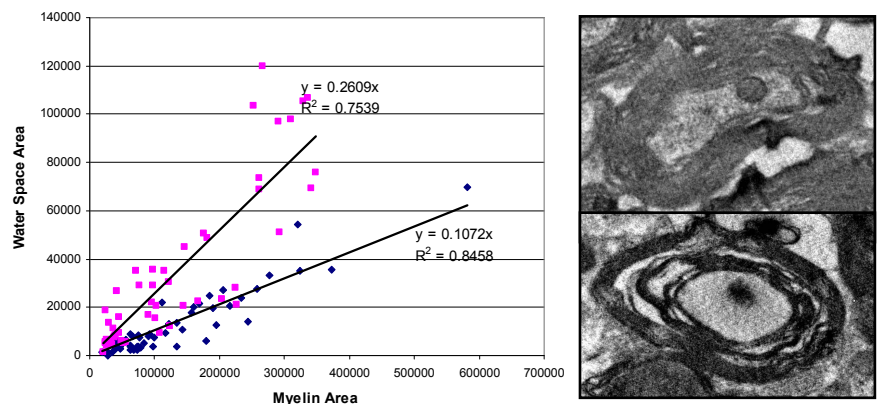 140000
120000
100000
80000
60000
40000
20000
0
Water Space Area
y = 0.2609x
R² = 0.7539
y = 0.1072x
R² = 0.8458
0 100000 200000 300000 400000 500000 600000 700000
Myelin Area